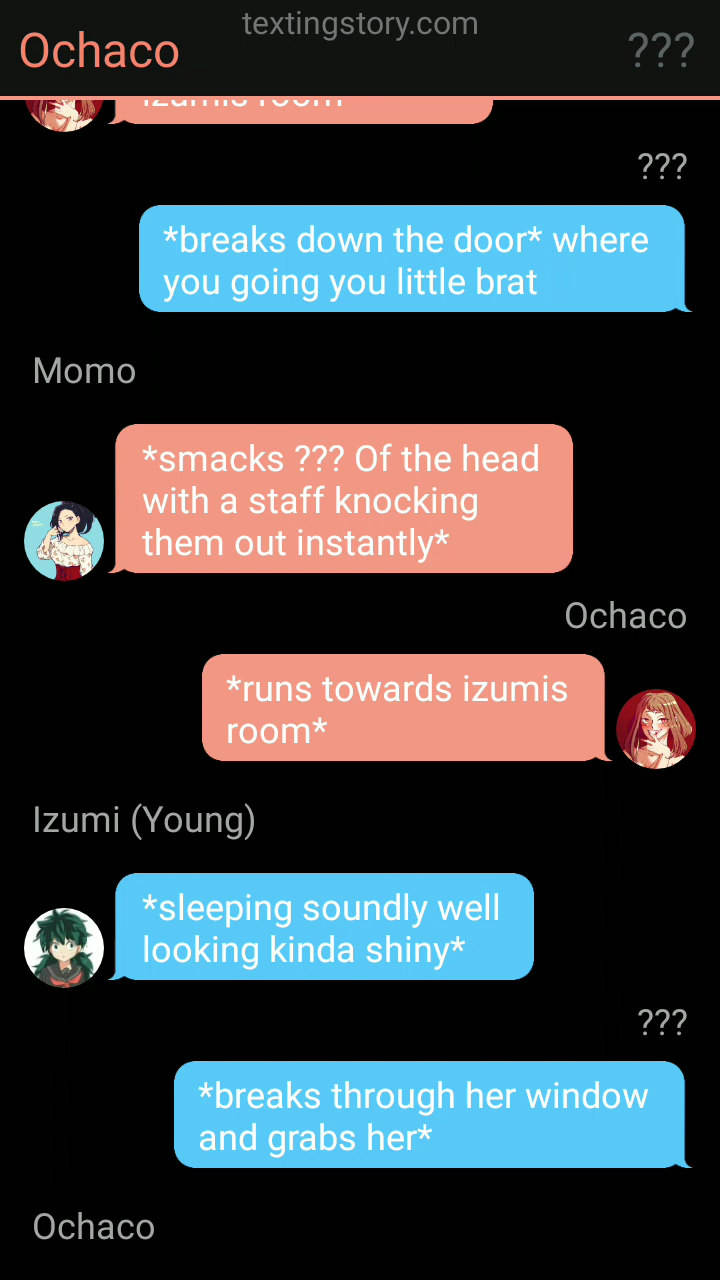 textingstory.com
Ochaco
???
izumis room
???
*breaks down the door* where
you going you little brat
Momo
*smacks ??? Of the head
with a staff knocking
them out instantly*
Ochaco
*runs towards izumis
room*
Izumi (Young)
*sleeping soundly well
looking kinda shiny*
???
*breaks through her window
and grabs her*
Ochaco